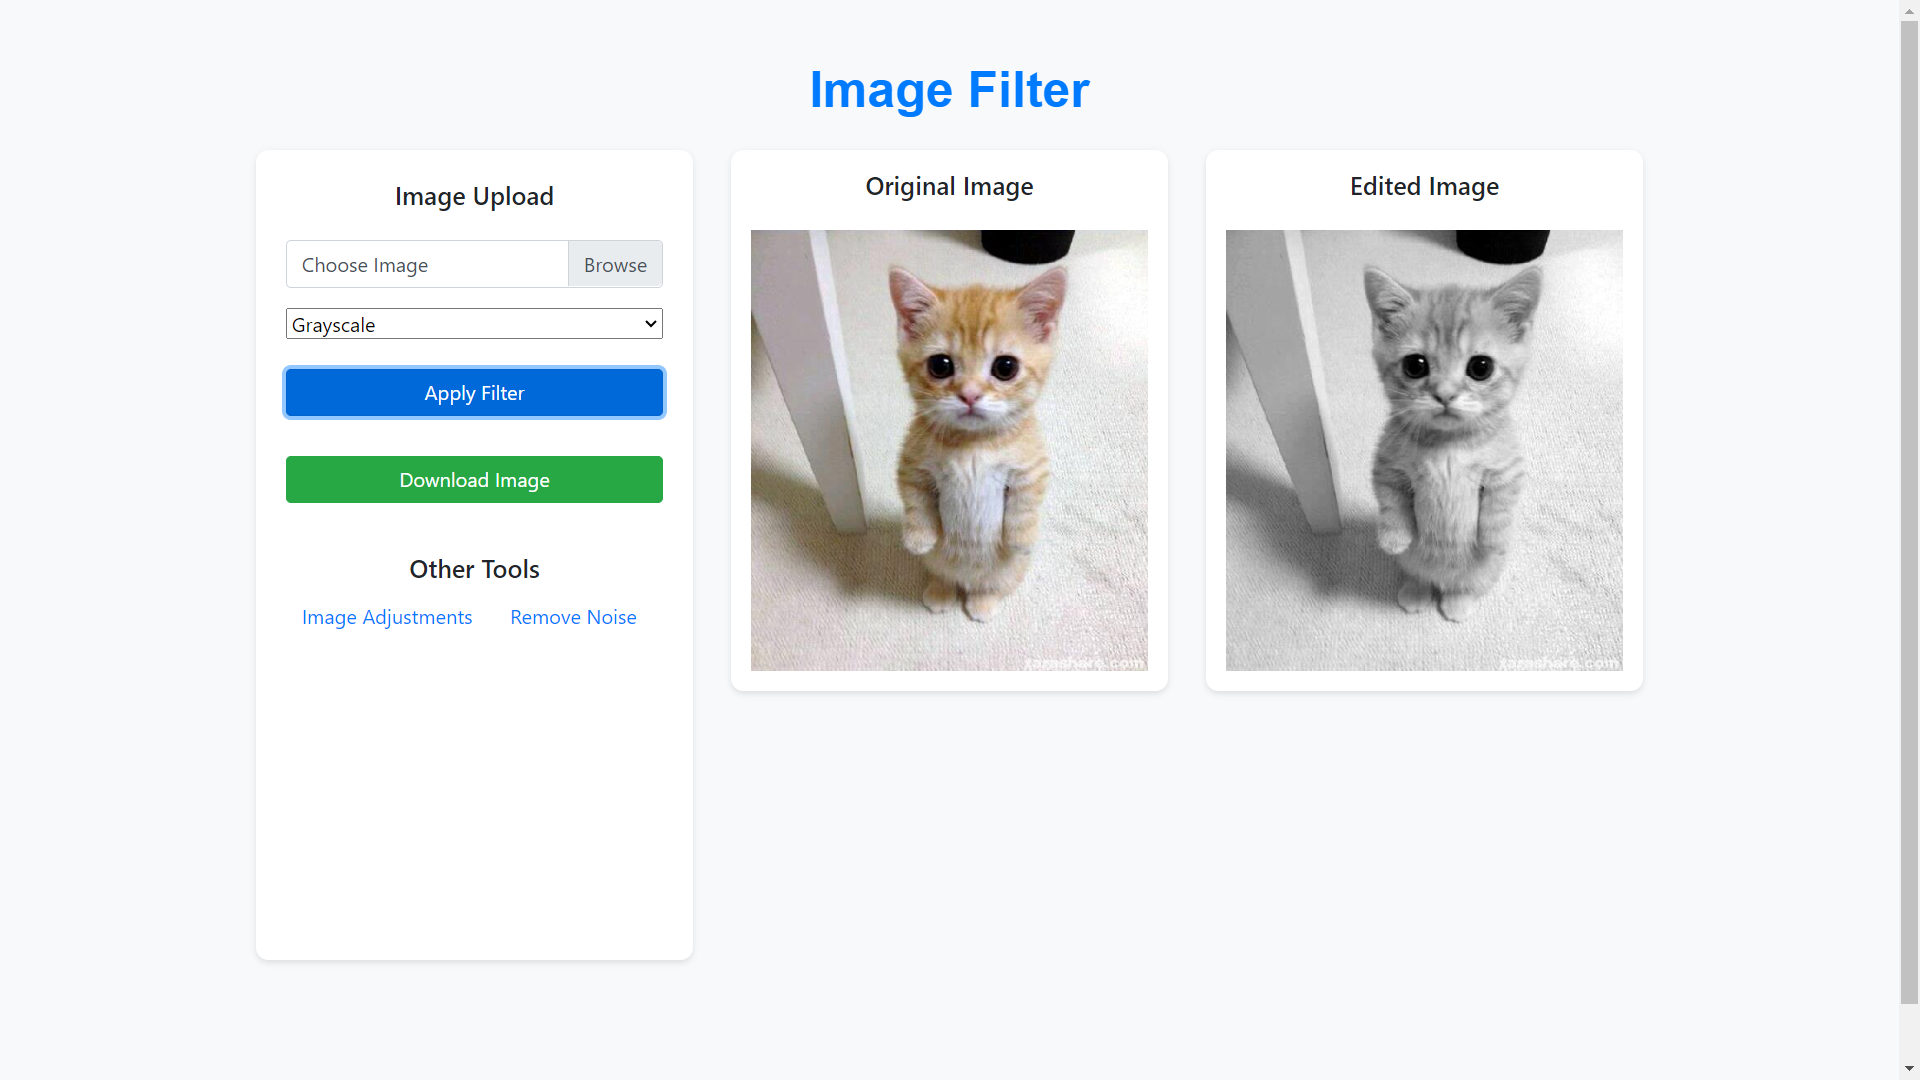 Image Filter
Image Upload
Choose Image
Browse
Grayscale
Apply Filter
Download Image
Other Tools
Image Adjustments
Remove Noise
Original Image
Edited Image